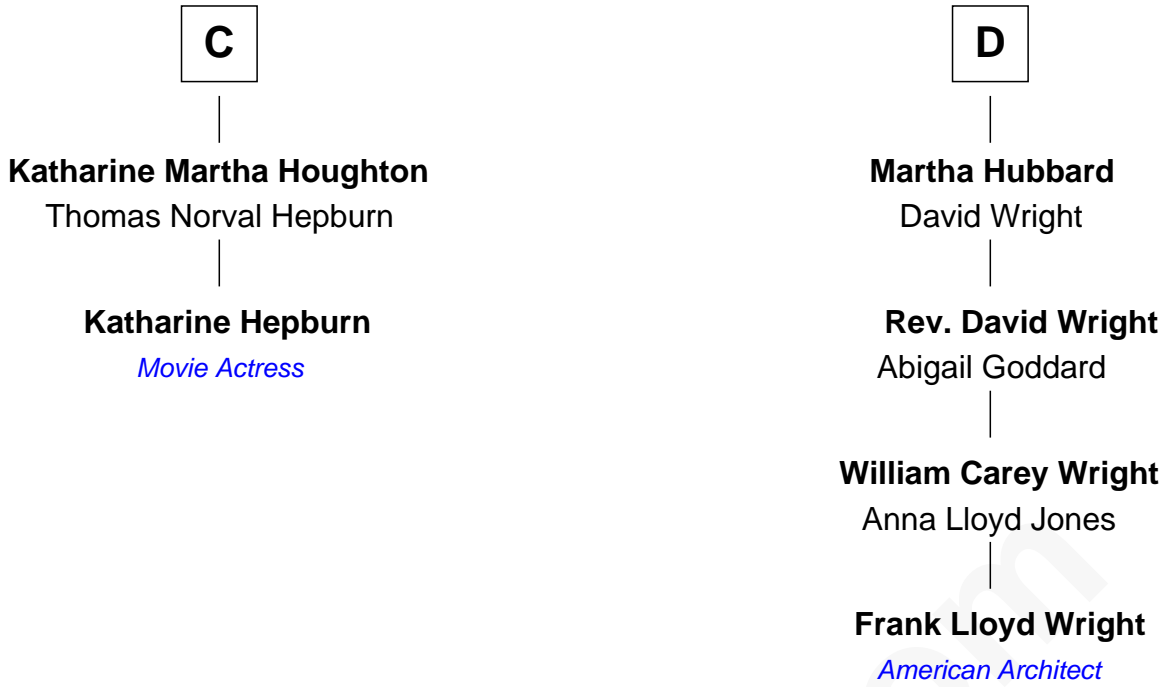 C
Katharine Martha Houghton
Thomas Norval Hepburn
Katharine Hepburn
Movie Actress
D
Martha Hubbard
David Wright
Rev. David Wright
Abigail Goddard
William Carey Wright
Anna Lloyd Jones
Frank Lloyd Wright
American Architect